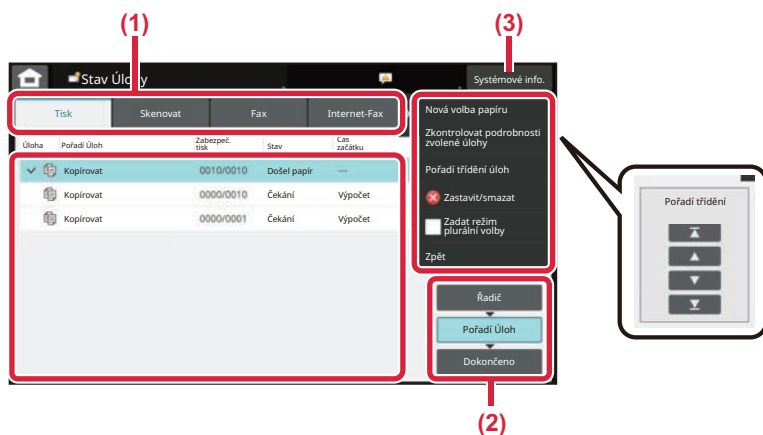 (1)
(3)
Stav Úlohy
Systémové info.
Tisk
Skenovat
Fax
Internet-Fax
Nová volba papíru
Zkontrolovat podrobnosti
zvolené úlohy
Pořadí třídění úloh
Zastavit/smazat
Zadat režim
plurální volby
Zpět
Úloha
Pořadí Úloh
Zabezpeč.
tisk
Stav
Čas
začátku
Kopírovat
0010/0010
Došel papír
---
Kopírovat
0000/0010
Čekání
Výpočet
Kopírovat
0000/0001
Čekání
Výpočet
Řadič
Pořadí Úloh
Dokončeno
(2)
Pořadí třídění